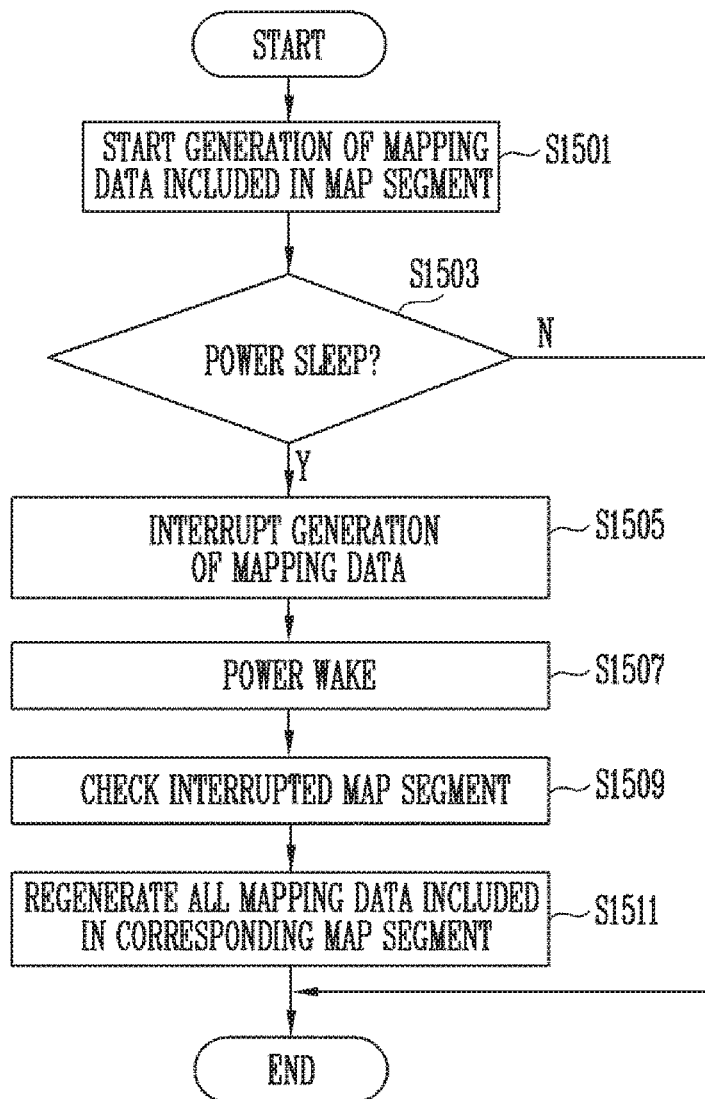 START
START GENERATION OF MAPPING
DATA INCLUDED IN MAP SEGMENT
S1501
S1503
POWER SLEEP?
N
Y
INTERRUPT GENERATION
OF MAPPING DATA
S1505
POWER WAKE
S1507
CHECK INTERRUPTED MAP SEGMENT
S1509
REGENERATE ALL MAPPING DATA INCLUDED
IN CORRESPONDING MAP SEGMENT
S1511
END